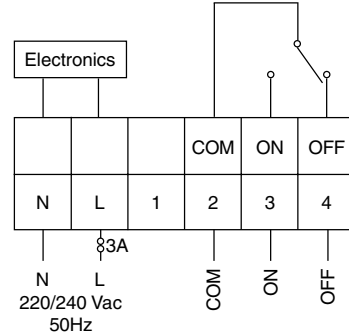 Electronics
COM ON OFF
N L 1 2 3 4
3A
N L COM ON OFF
220/240 Vac
50Hz